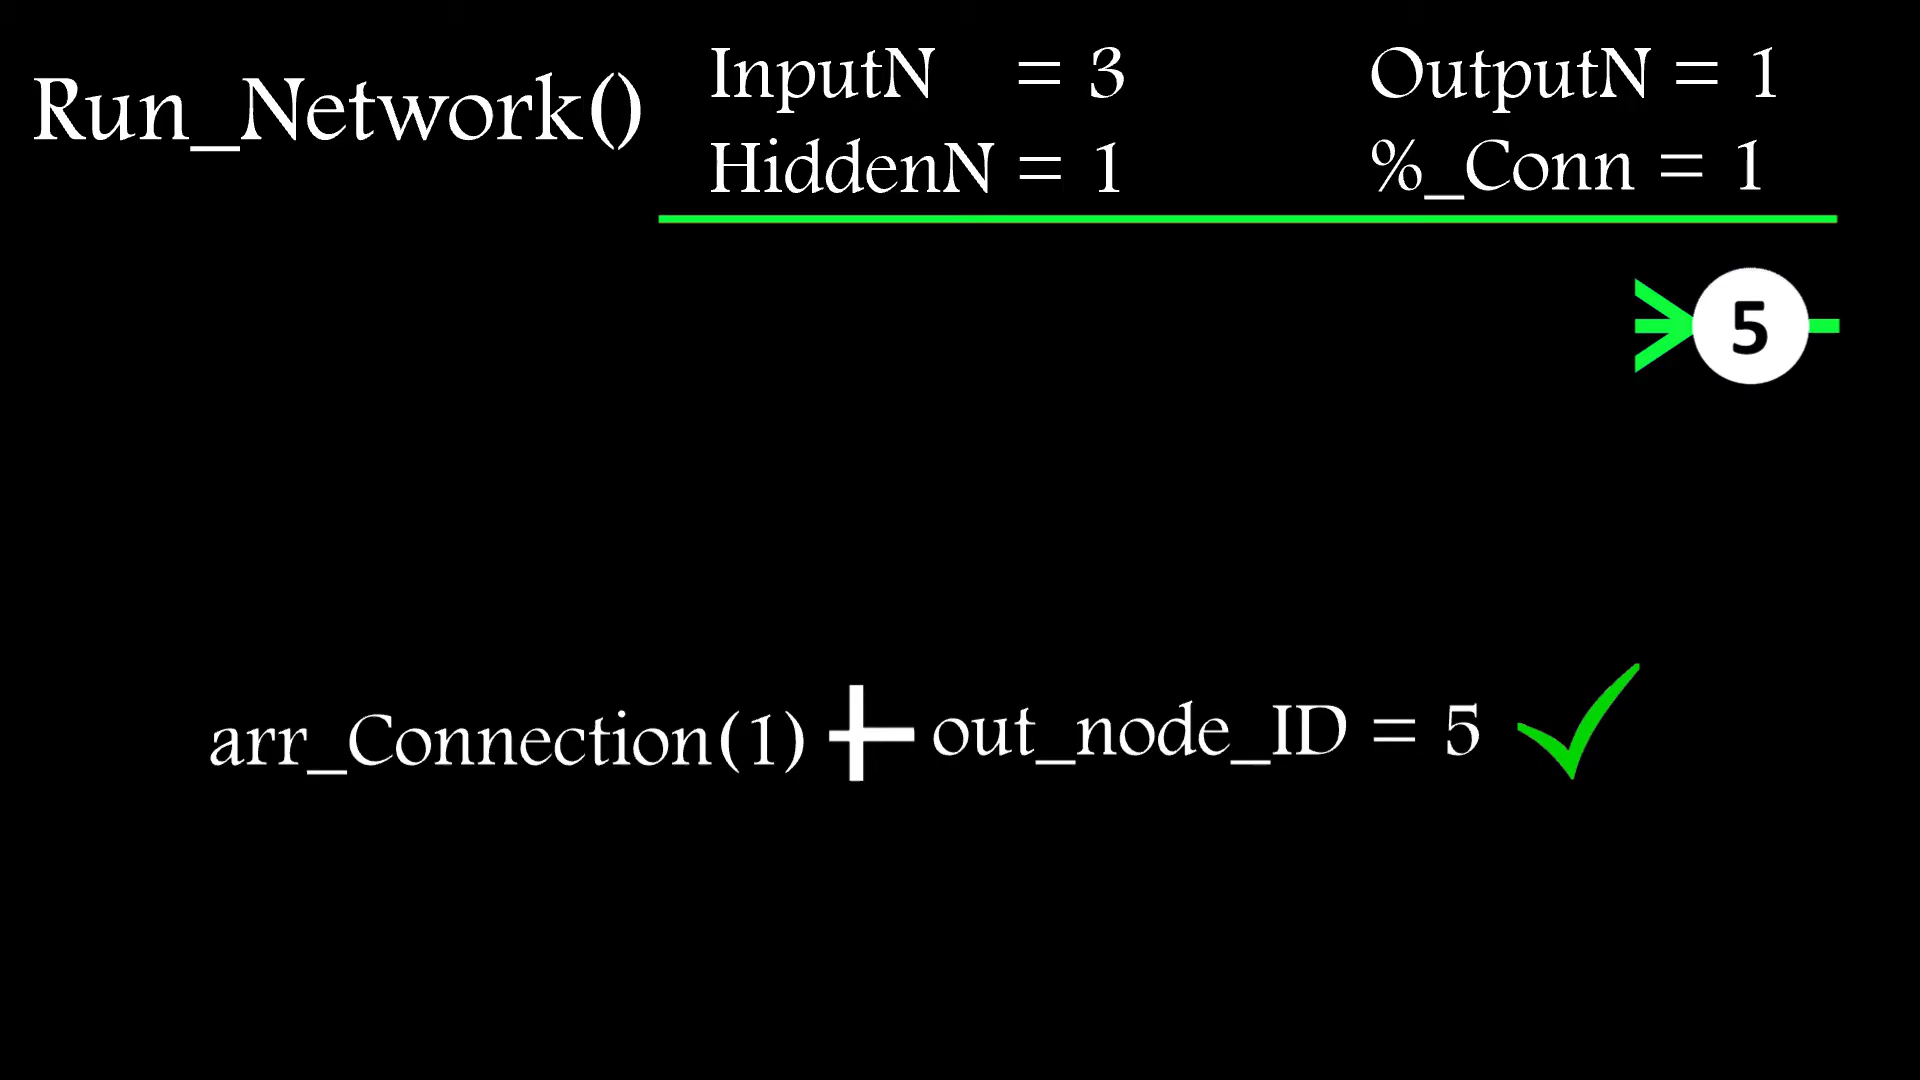 Run_Network()
InputN = 3
OutputN = 1
HiddenN = 1
%_Conn = 1
5
arr_Connection(1) + out_node_ID = 5